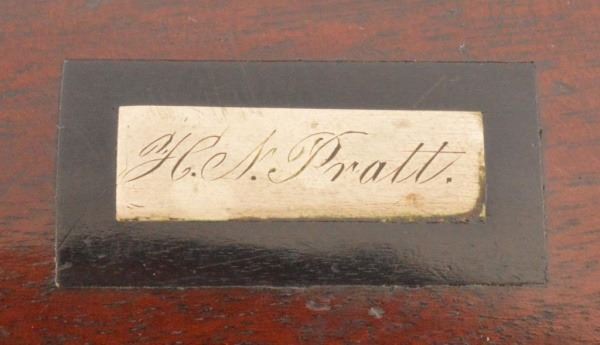 H. N. Pratt.